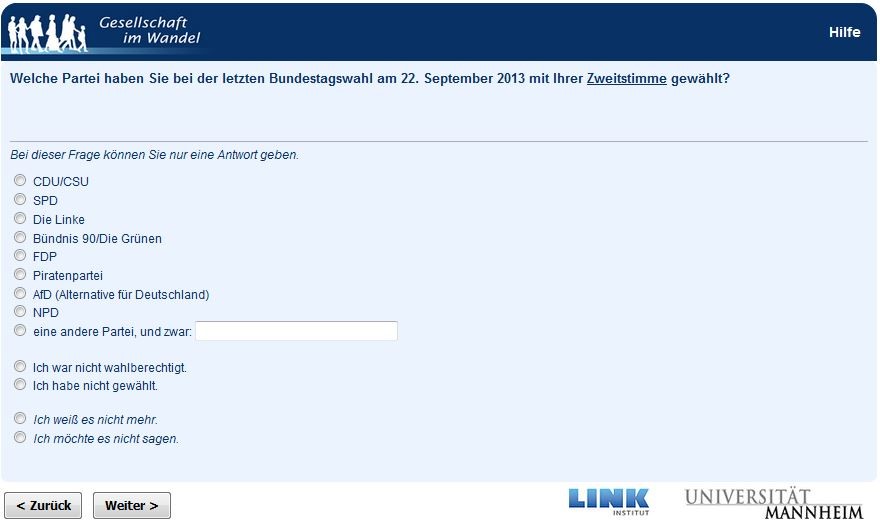 Gesellschaft
im Wandel
Hilfe
Welche Partei haben Sie bei der letzten Bundestagswahl am 22. September 2013 mit Ihrer Zweitstimme gewählt?
Bei dieser Frage können Sie nur eine Antwort geben.
CDU/CSU
SPD
Die Linke
Bündnis 90/Die Grünen
FDP
Piratenpartei
AfD (Alternative für Deutschland)
NPD
eine andere Partei, und zwar:
Ich war nicht wahlberechtigt.
Ich habe nicht gewählt.
Ich weiß es nicht mehr.
Ich möchte es nicht sagen.
< Zurück
Weiter >
LINK
INSTITUT
UNIVERSITÄT
MANNHEIM